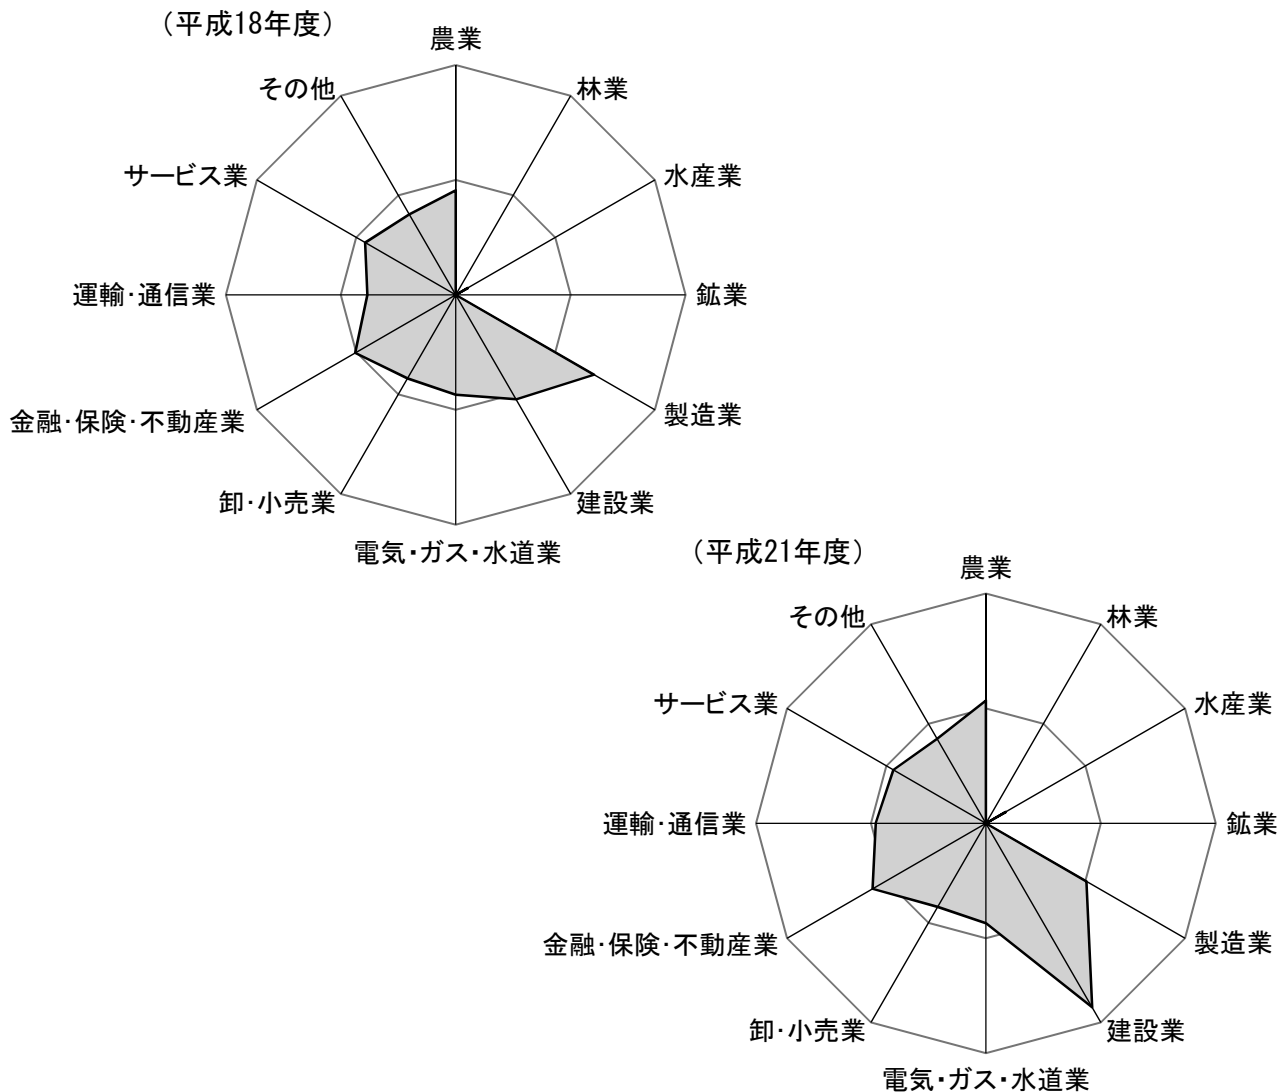 （平成18年度）
農業
林業
水産業
鉱業
製造業
建設業
電気・ガス・水道業
卸・小売業
金融・保険・不動産業
運輸・通信業
サービス業
その他
（平成21年度）
農業
林業
水産業
鉱業
製造業
建設業
電気・ガス・水道業
卸・小売業
金融・保険・不動産業
運輸・通信業
サービス業
その他